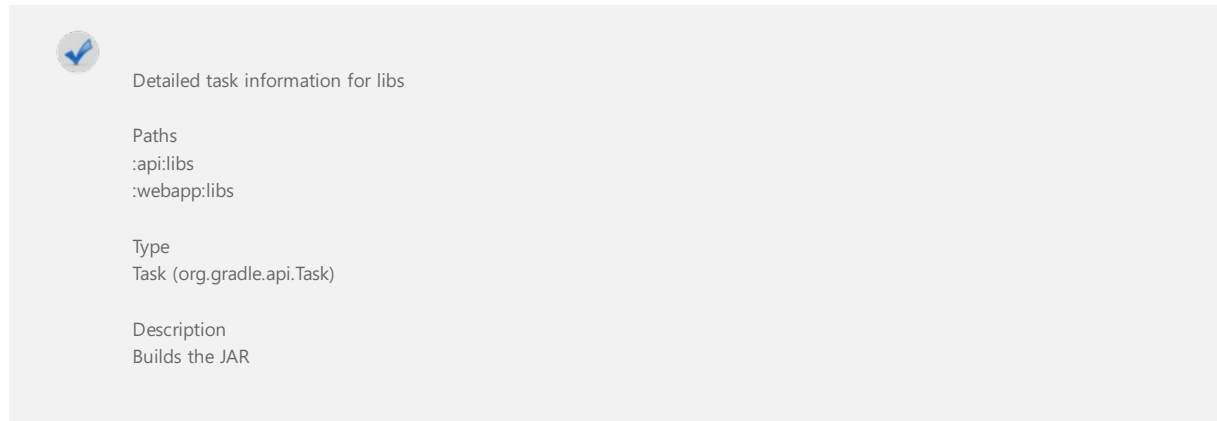 Detailed task information for libs
Paths
:api:libs
:webapp:libs
Type
Task (org.gradle.api.Task)
Description
Builds the JAR